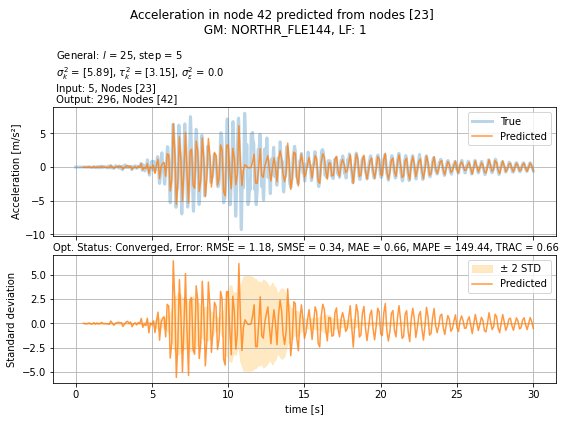 Acceleration in node 42 predicted from nodes [23]
GM: NORTHR_FLE144, LF: 1
General: l = 25, step = 5
σ²ₖ = [5.89], τ²ₖ = [3.15], σ²ε = 0.0
Input: 5, Nodes [23]
Output: 296, Nodes [42]
Acceleration [m/s²]
5
0
−5
−10
True
Predicted
Opt. Status: Converged, Error: RMSE = 1.18, SMSE = 0.34, MAE = 0.66, MAPE = 149.44, TRAC = 0.66
Standard deviation
5.0
2.5
0.0
−2.5
−5.0
± 2 STD
Predicted
0 5 10 15 20 25 30
time [s]